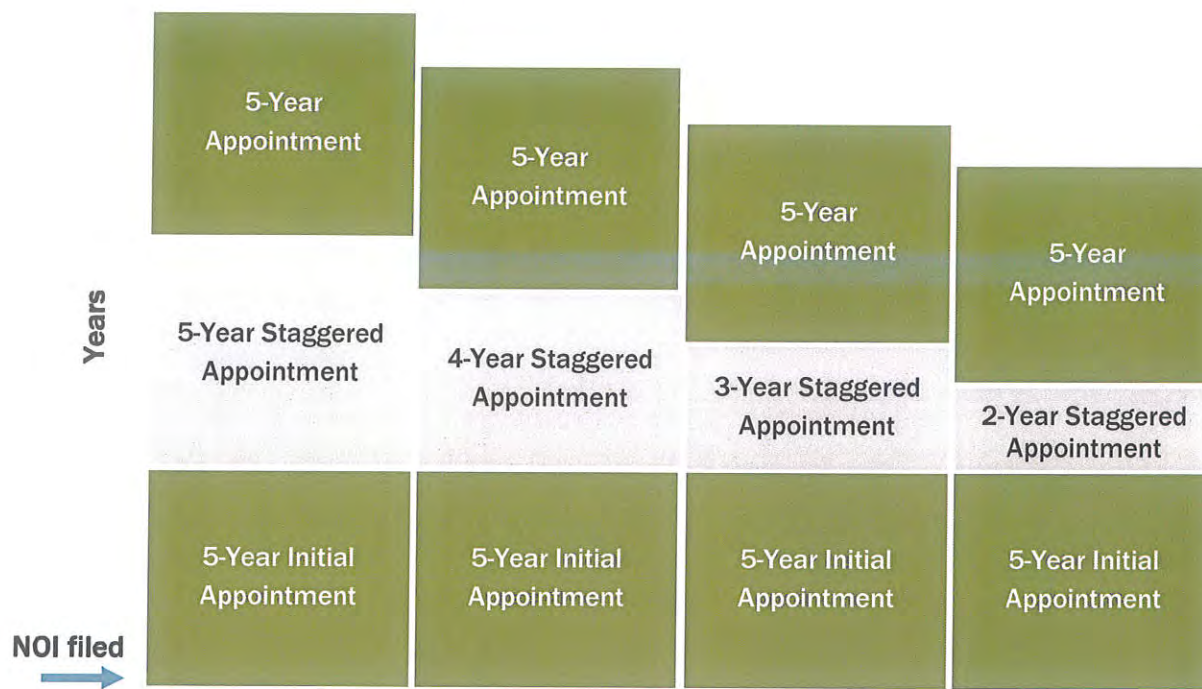 5-Year
Appointment
5-Year
Appointment
5-Year
Appointment
5-Year
Appointment
Years
5-Year Staggered
Appointment
4-Year Staggered
Appointment
3-Year Staggered
Appointment
2-Year Staggered
Appointment
5-Year Initial
Appointment
5-Year Initial
Appointment
5-Year Initial
Appointment
5-Year Initial
Appointment
NOI filed